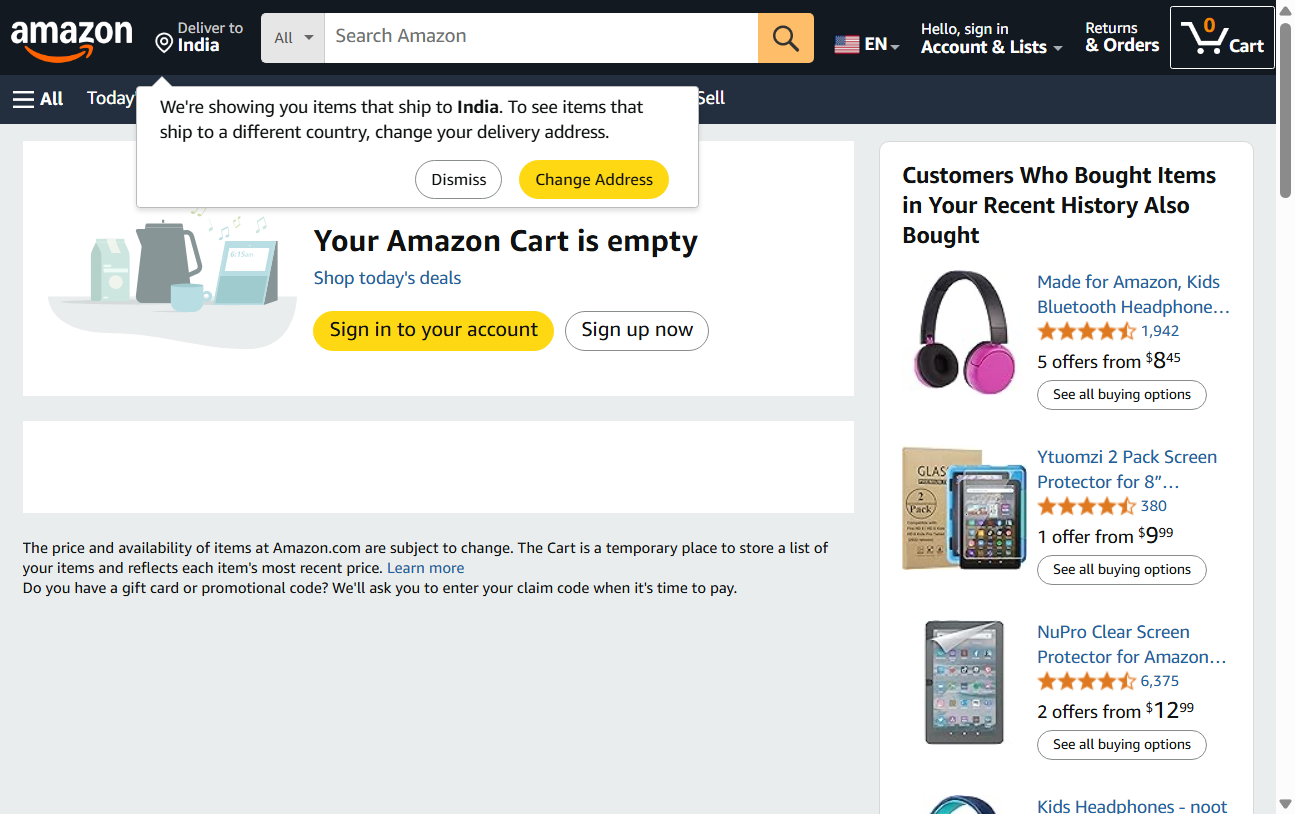 amazon
Deliver to
India
All
Search Amazon
EN
Hello, sign in
Account & Lists
Returns
& Orders
0
Cart
All
Today'
Sell
We're showing you items that ship to India. To see items that
ship to a different country, change your delivery address.
Dismiss
Change Address
6:15am
Your Amazon Cart is empty
Shop today's deals
Sign in to your account
Sign up now
The price and availability of items at Amazon.com are subject to change. The Cart is a temporary place to store a list of
your items and reflects each item's most recent price. Learn more
Do you have a gift card or promotional code? We'll ask you to enter your claim code when it's time to pay.
Customers Who Bought Items
in Your Recent History Also
Bought
Made for Amazon, Kids
Bluetooth Headphone…
1,942
5 offers from $8.45
See all buying options
GLAS
2
Pack
Ytuomzi 2 Pack Screen
Protector for 8”…
380
1 offer from $9.99
See all buying options
NuPro Clear Screen
Protector for Amazon…
6,375
2 offers from $12.99
See all buying options
Kids Headphones - noot